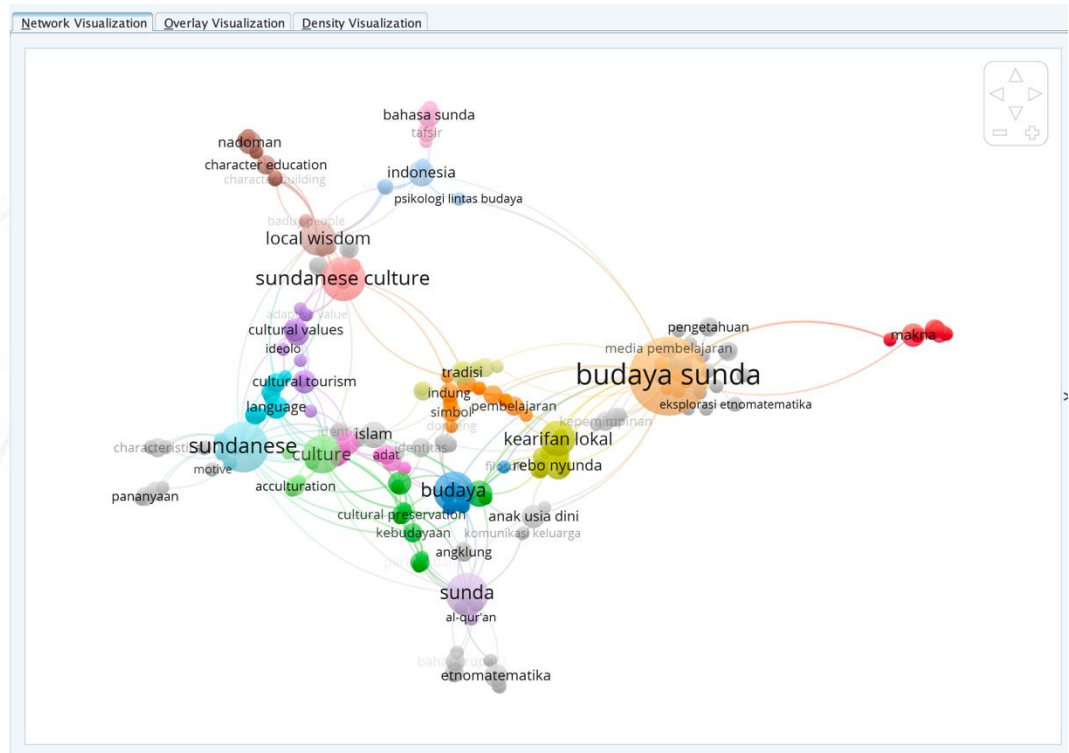 Network Visualization Overlay Visualization Density Visualization
bahasa sunda
tafsir
nadoman
character education
character building
indonesia
psikologi lintas budaya
local wisdom
sundanese culture
adaptive value
cultural values
ideolo
pengetahuan
media pembelajaran
makna
budaya sunda
tradisi
cultural tourism
indung
eksplorasi etnomatematika
language
simbol
pembelajaran
dongeng
kepemimpinan
islam
kearifan lokal
characteristi
sundanese
culture
identitas
adat
motive
filosofi
rebo nyunda
acculturation
budaya
pananyaan
cultural preservation
anak usia dini
kebudayaan
komunikasi keluarga
angklung
sunda
al-qur'an
etnomatematika